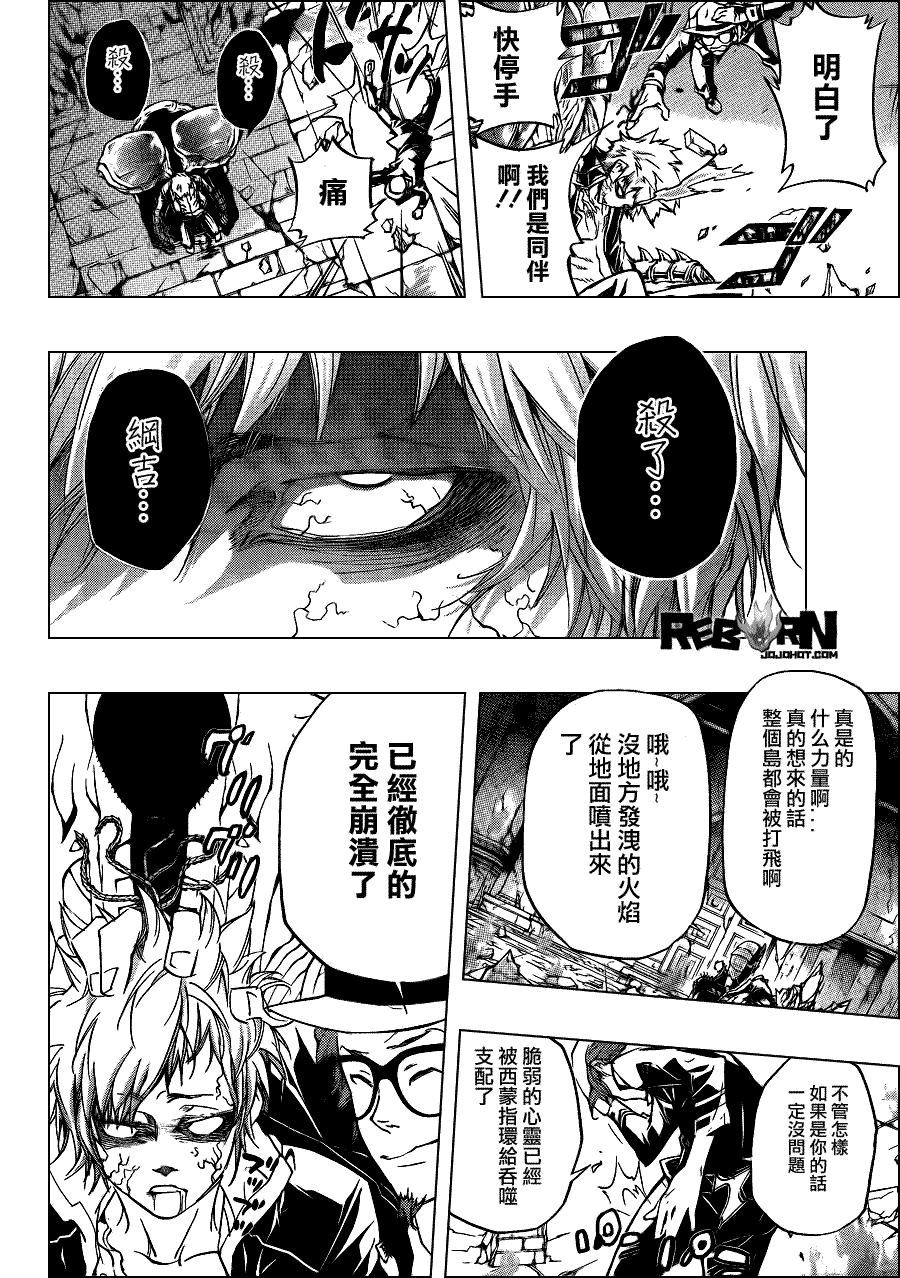 明白了
快停手
我們是同伴
啊!!
ゴ
ゴ
殺…
痛
殺…
殺了…
綱吉…
REBORN
JOJOHOT.COM
真是的
什么力量啊...
真的想來的話
整個島都會被打飛啊
哦~哦~
沒地方發洩的火焰
從地面噴出來
了
不管怎樣
如果是你的話
一定沒問題
脆弱的心靈已經
被西蒙指環給吞噬
支配了
已經徹底的
完全崩潰了